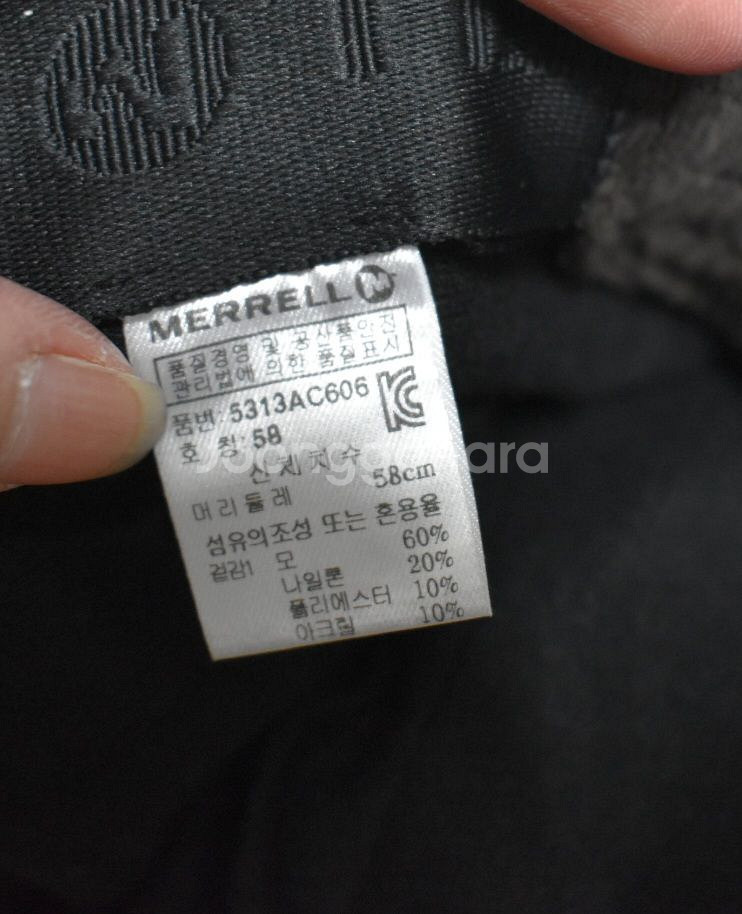 MERRELL
품질경영 및 공산품안전
관리법에 의한 품질표시
품번: 5313AC606
호 칭: 58
신체치수
머리둘레 58cm
섬유의조성 또는 혼용율
겉감1 모 60%
나일론 20%
폴리에스터 10%
아크릴 10%